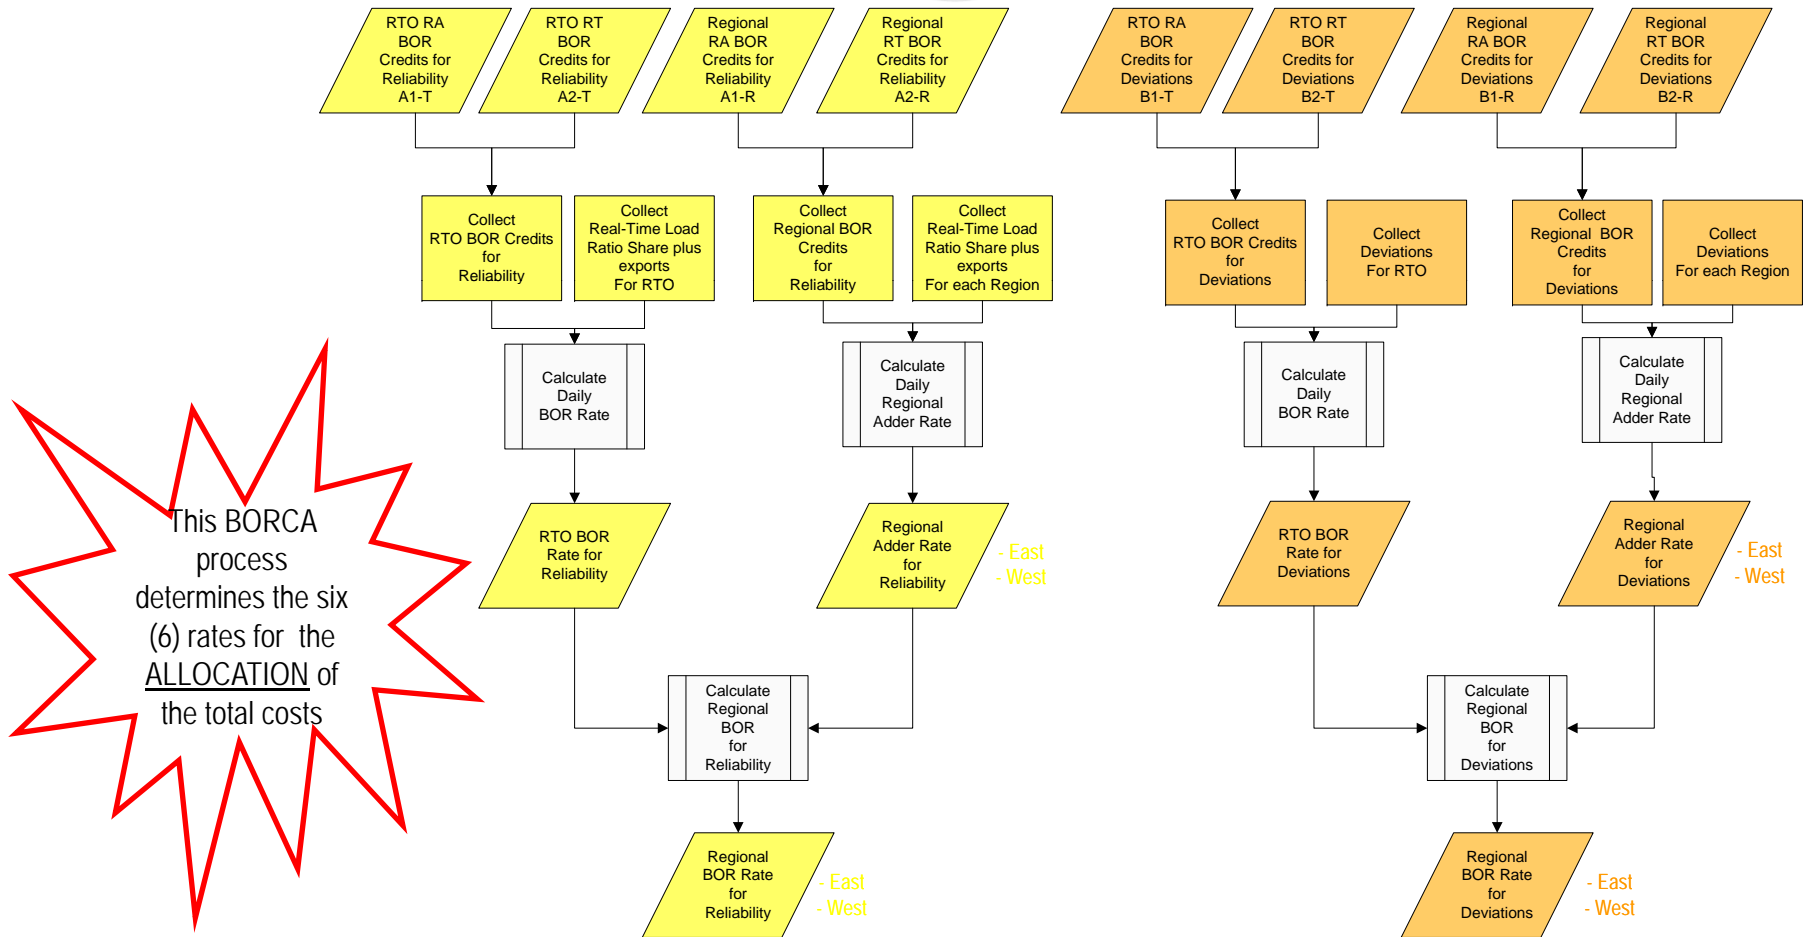 RTO RA
BOR
Credits for
Reliability
A1-T
RTO RT
BOR
Credits for
Reliability
A2-T
Regional
RA BOR
Credits for
Reliability
A1-R
Regional
RT BOR
Credits for
Reliability
A2-R
RTO RA
BOR
Credits for
Deviations
B1-T
RTO RT
BOR
Credits for
Deviations
B2-T
Regional
RA BOR
Credits for
Deviations
B1-R
Regional
RT BOR
Credits for
Deviations
B2-R
Collect
RTO BOR Credits
for
Reliability
Collect
Real-Time Load
Ratio Share plus
exports
For RTO
Collect
Regional BOR
Credits
for
Reliability
Collect
Real-Time Load
Ratio Share plus
exports
For each Region
Collect
RTO BOR Credits
for
Deviations
Collect
Deviations
For RTO
Collect
Regional BOR
Credits
for
Deviations
Collect
Deviations
For each Region
Calculate
Daily
BOR Rate
Calculate
Daily
Regional
Adder Rate
Calculate
Daily
BOR Rate
Calculate
Daily
Regional
Adder Rate
This BORCA
process
determines the six
(6) rates for the
ALLOCATION of
the total costs
RTO BOR
Rate for
Reliability
Regional
Adder Rate
for
Reliability
- East
- West
RTO BOR
Rate for
Deviations
Regional
Adder Rate
for
Deviations
- East
- West
Calculate
Regional
BOR
for
Reliability
Calculate
Regional
BOR
for
Deviations
Regional
BOR Rate
for
Reliability
- East
- West
Regional
BOR Rate
for
Deviations
- East
- West